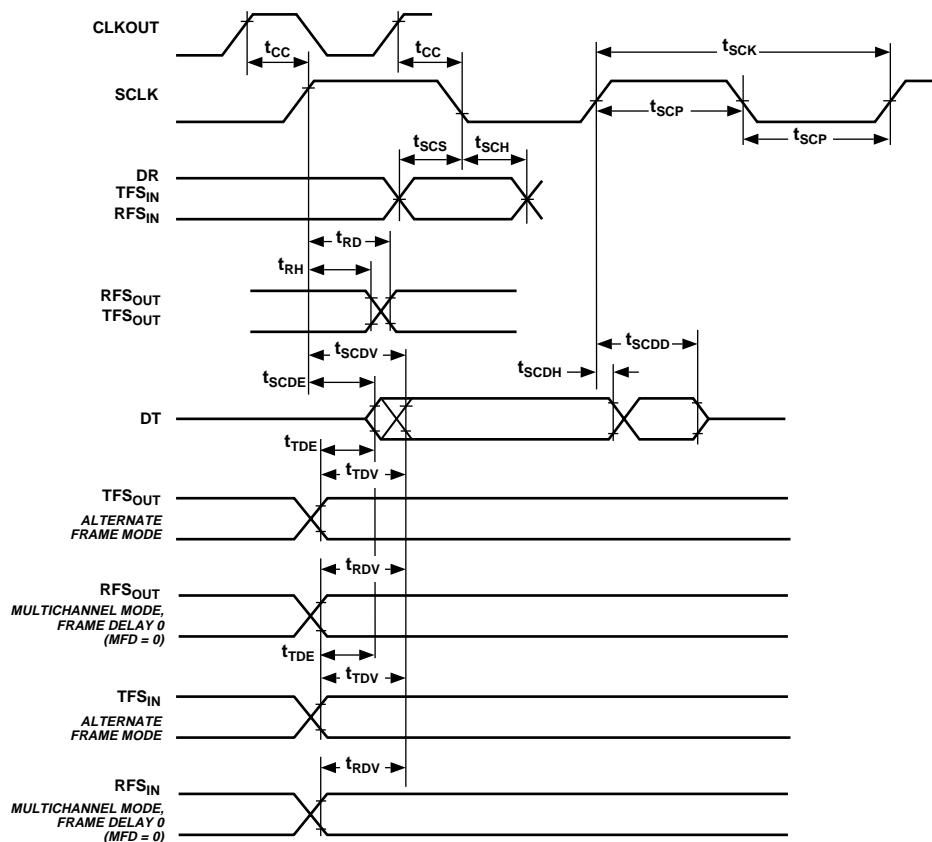 CLKOUT
tCC
tCC
tSCK
SCLK
tSCP
tSCP
tSCS
tSCH
DR
TFSIN
RFSIN
tRD
tRH
RFSOUT
TFSOUT
tSCDV
tSCDD
tSCDE
tSCDH
DT
tTDE
tTDV
TFSOUT
ALTERNATE
FRAME MODE
tRDV
RFSOUT
MULTICHANNEL MODE,
FRAME DELAY 0
(MFD = 0)
tTDE
tTDV
TFSIN
ALTERNATE
FRAME MODE
tRDV
RFSIN
MULTICHANNEL MODE,
FRAME DELAY 0
(MFD = 0)